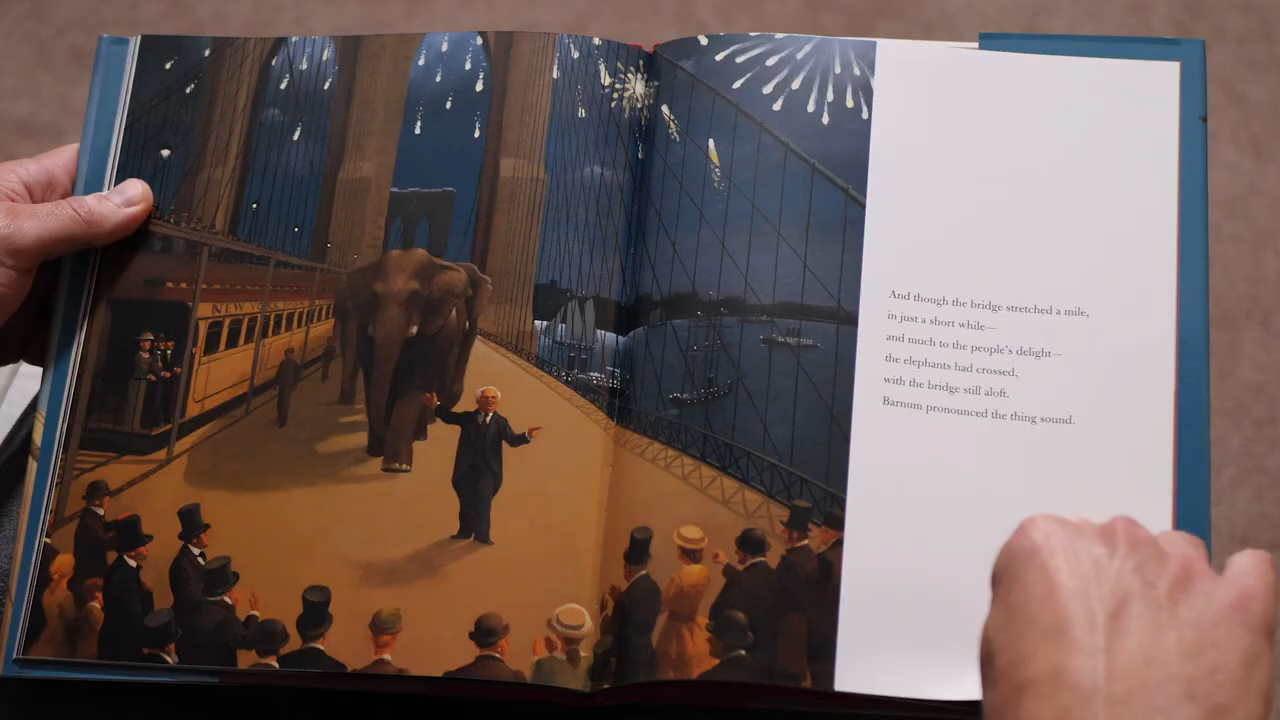 NEW YORK
And though the bridge stretched a mile,
in just a short while—
and much to the people's delight—
the elephants had crossed,
with the bridge still aloft.
Barnum pronounced the thing sound.